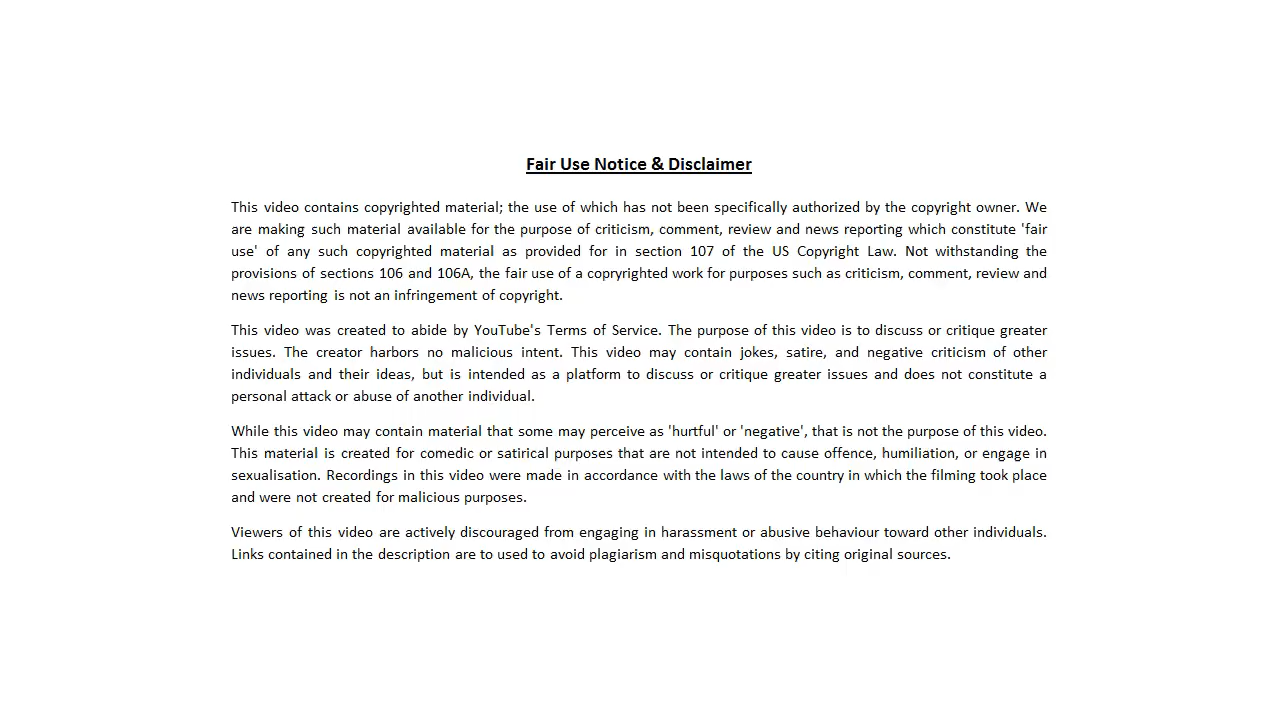 Fair Use Notice & Disclaimer
This video contains copyrighted material; the use of which has not been specifically authorized by the copyright owner. We
are making such material available for the purpose of criticism, comment, review and news reporting which constitute 'fair
use' of any such copyrighted material as provided for in section 107 of the US Copyright Law. Not withstanding the
provisions of sections 106 and 106A, the fair use of a copryrighted work for purposes such as criticism, comment, review and
news reporting is not an infringement of copyright.
This video was created to abide by YouTube's Terms of Service. The purpose of this video is to discuss or critique greater
issues. The creator harbors no malicious intent. This video may contain jokes, satire, and negative criticism of other
individuals and their ideas, but is intended as a platform to discuss or critique greater issues and does not constitute a
personal attack or abuse of another individual.
While this video may contain material that some may perceive as 'hurtful' or 'negative', that is not the purpose of this video.
This material is created for comedic or satirical purposes that are not intended to cause offence, humiliation, or engage in
sexualisation. Recordings in this video were made in accordance with the laws of the country in which the filming took place
and were not created for malicious purposes.
Viewers of this video are actively discouraged from engaging in harassment or abusive behaviour toward other individuals.
Links contained in the description are to used to avoid plagiarism and misquotations by citing original sources.